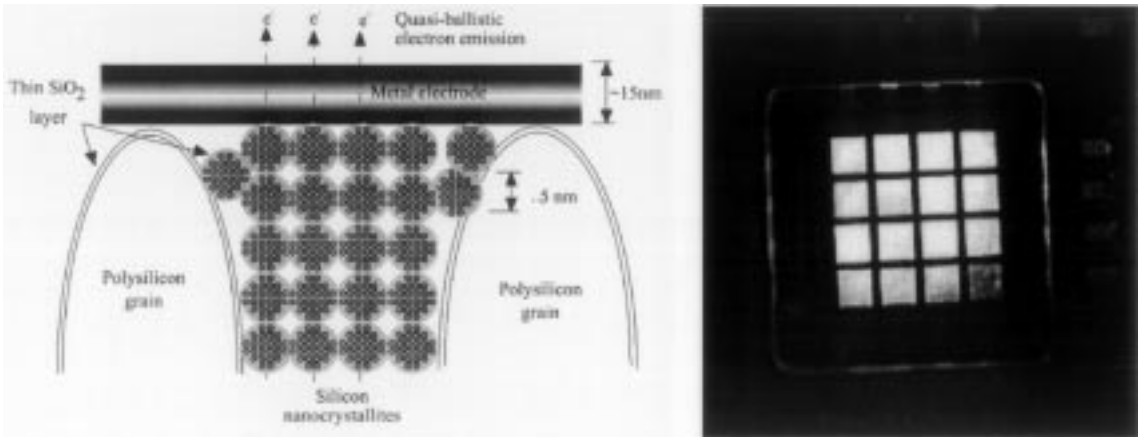 e⁻ e⁻ e⁻
Quasi-ballistic
electron emission
Thin SiO2
layer
Metal electrode
~15nm
. 5 nm
Polysilicon
grain
Polysilicon
grain
Silicon
nanocrystallites